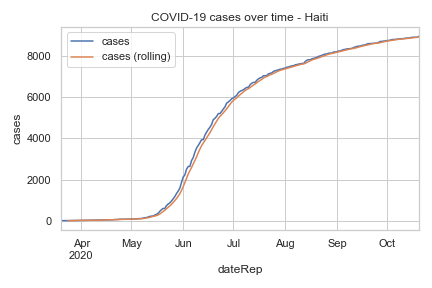 COVID-19 cases over time - Haiti
cases
cases (rolling)
8000
6000
4000
2000
0
cases
Apr
2020
May
Jun
Jul
Aug
Sep
Oct
dateRep